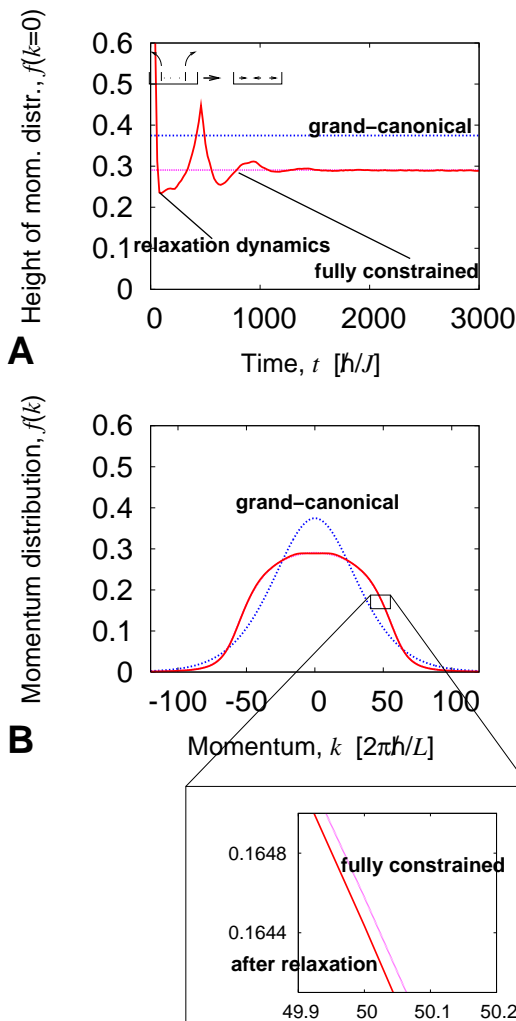 Height of mom. distr., f(k=0)
0.6
0.5
0.4
0.3
0.2
0.1
0
grand−canonical
relaxation dynamics
fully constrained
0
1000
2000
3000
A
Time, t [ħ/J]
Momentum distribution, f(k)
0.6
0.5
0.4
0.3
0.2
0.1
0
grand−canonical
-100
-50
0
50
100
B
Momentum, k [2πħ/L]
0.1648
0.1644
fully constrained
after relaxation
49.9
50
50.1
50.2